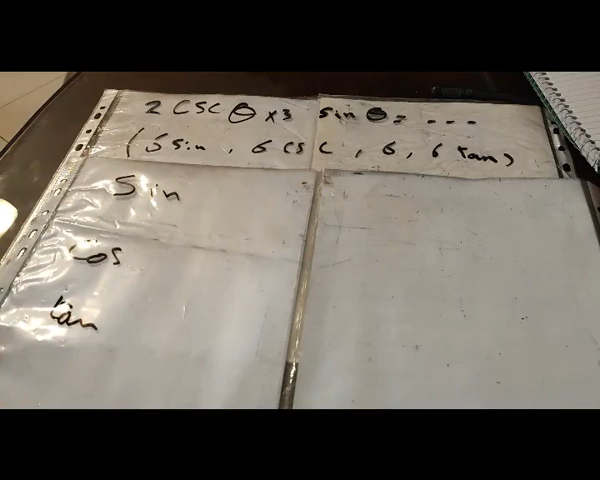 2 CSC θ x3 sin θ = ---
( 5 sin , 6 csc , 6 , 6 tan )
Sin
Cos
tan